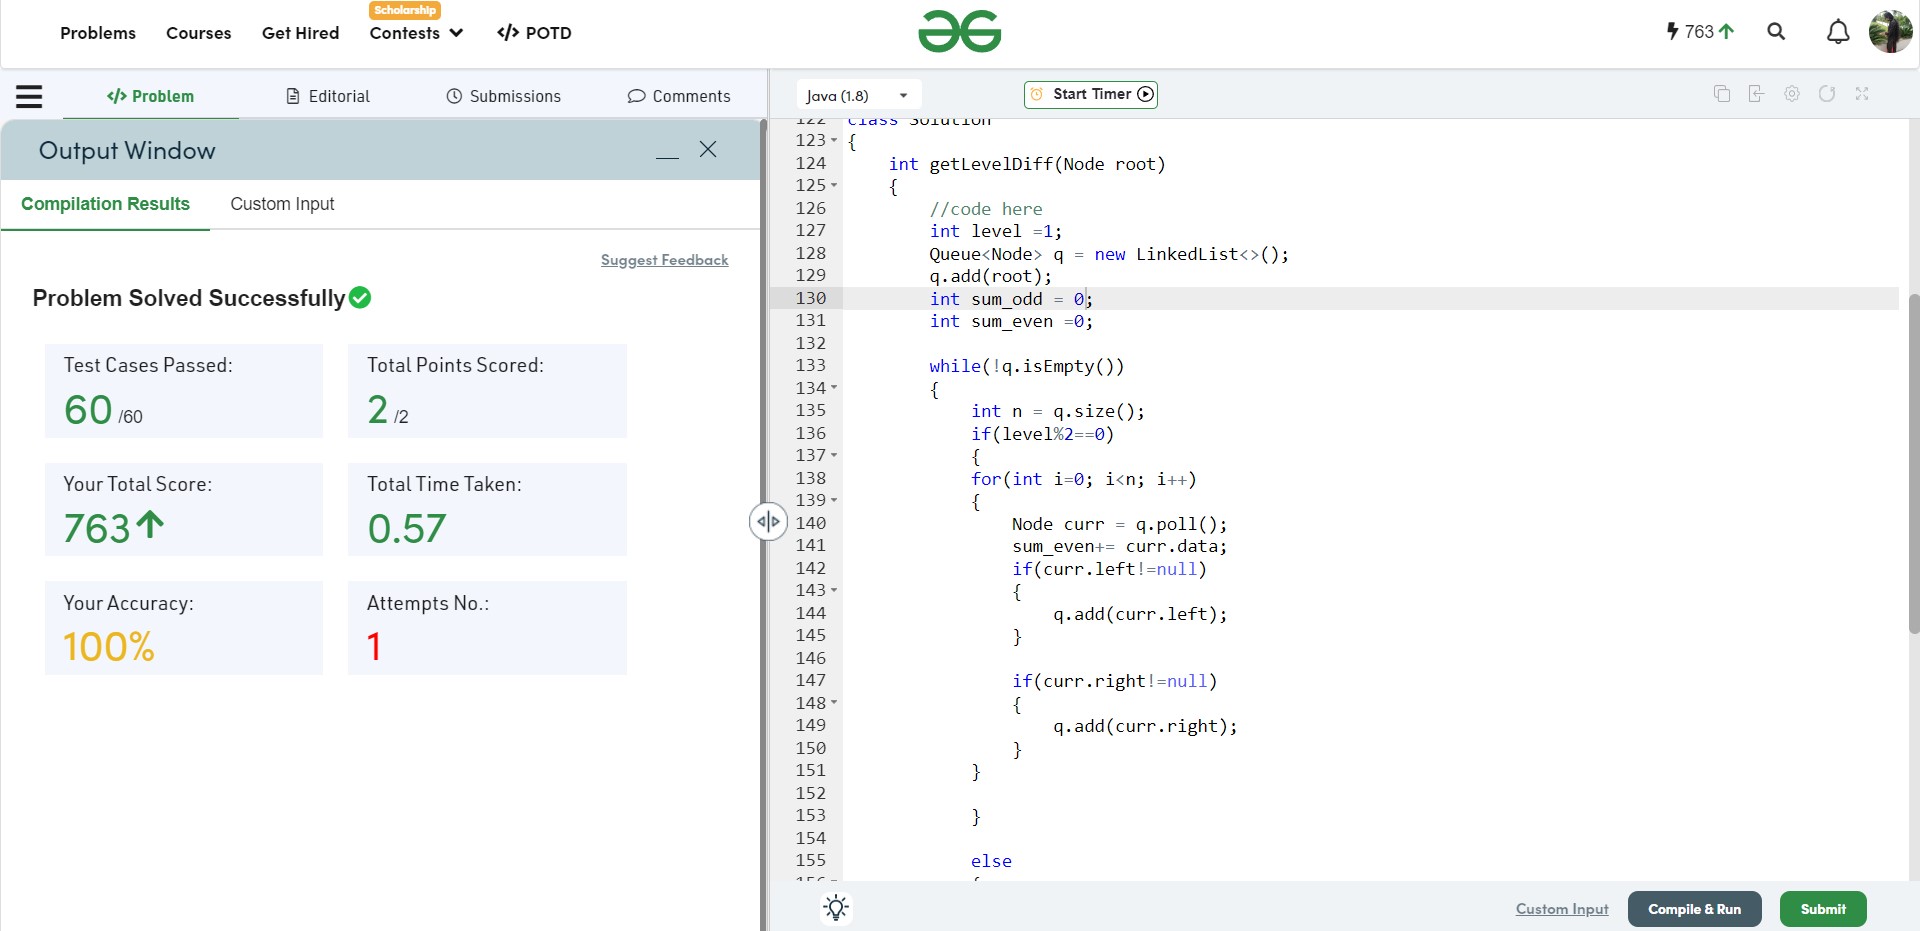 Scholarship
Problems Courses Get Hired Contests </> POTD
763
</> Problem Editorial Submissions Comments
Output Window
Compilation Results Custom Input
Suggest Feedback
Problem Solved Successfully
Test Cases Passed:
60 /60
Total Points Scored:
2 /2
Your Total Score:
763
Total Time Taken:
0.57
Your Accuracy:
100%
Attempts No.:
1
Java (1.8) Start Timer
122 class Solution
123 {
124 int getLevelDiff(Node root)
125 {
126 //code here
127 int level =1;
128 Queue<Node> q = new LinkedList<>();
129 q.add(root);
130 int sum_odd = 0;
131 int sum_even =0;
132
133 while(!q.isEmpty())
134 {
135 int n = q.size();
136 if(level%2==0)
137 {
138 for(int i=0; i<n; i++)
139 {
140 Node curr = q.poll();
141 sum_even+= curr.data;
142 if(curr.left!=null)
143 {
144 q.add(curr.left);
145 }
146
147 if(curr.right!=null)
148 {
149 q.add(curr.right);
150 }
151 }
152
153 }
154
155 else
156 {
Custom Input Compile & Run Submit